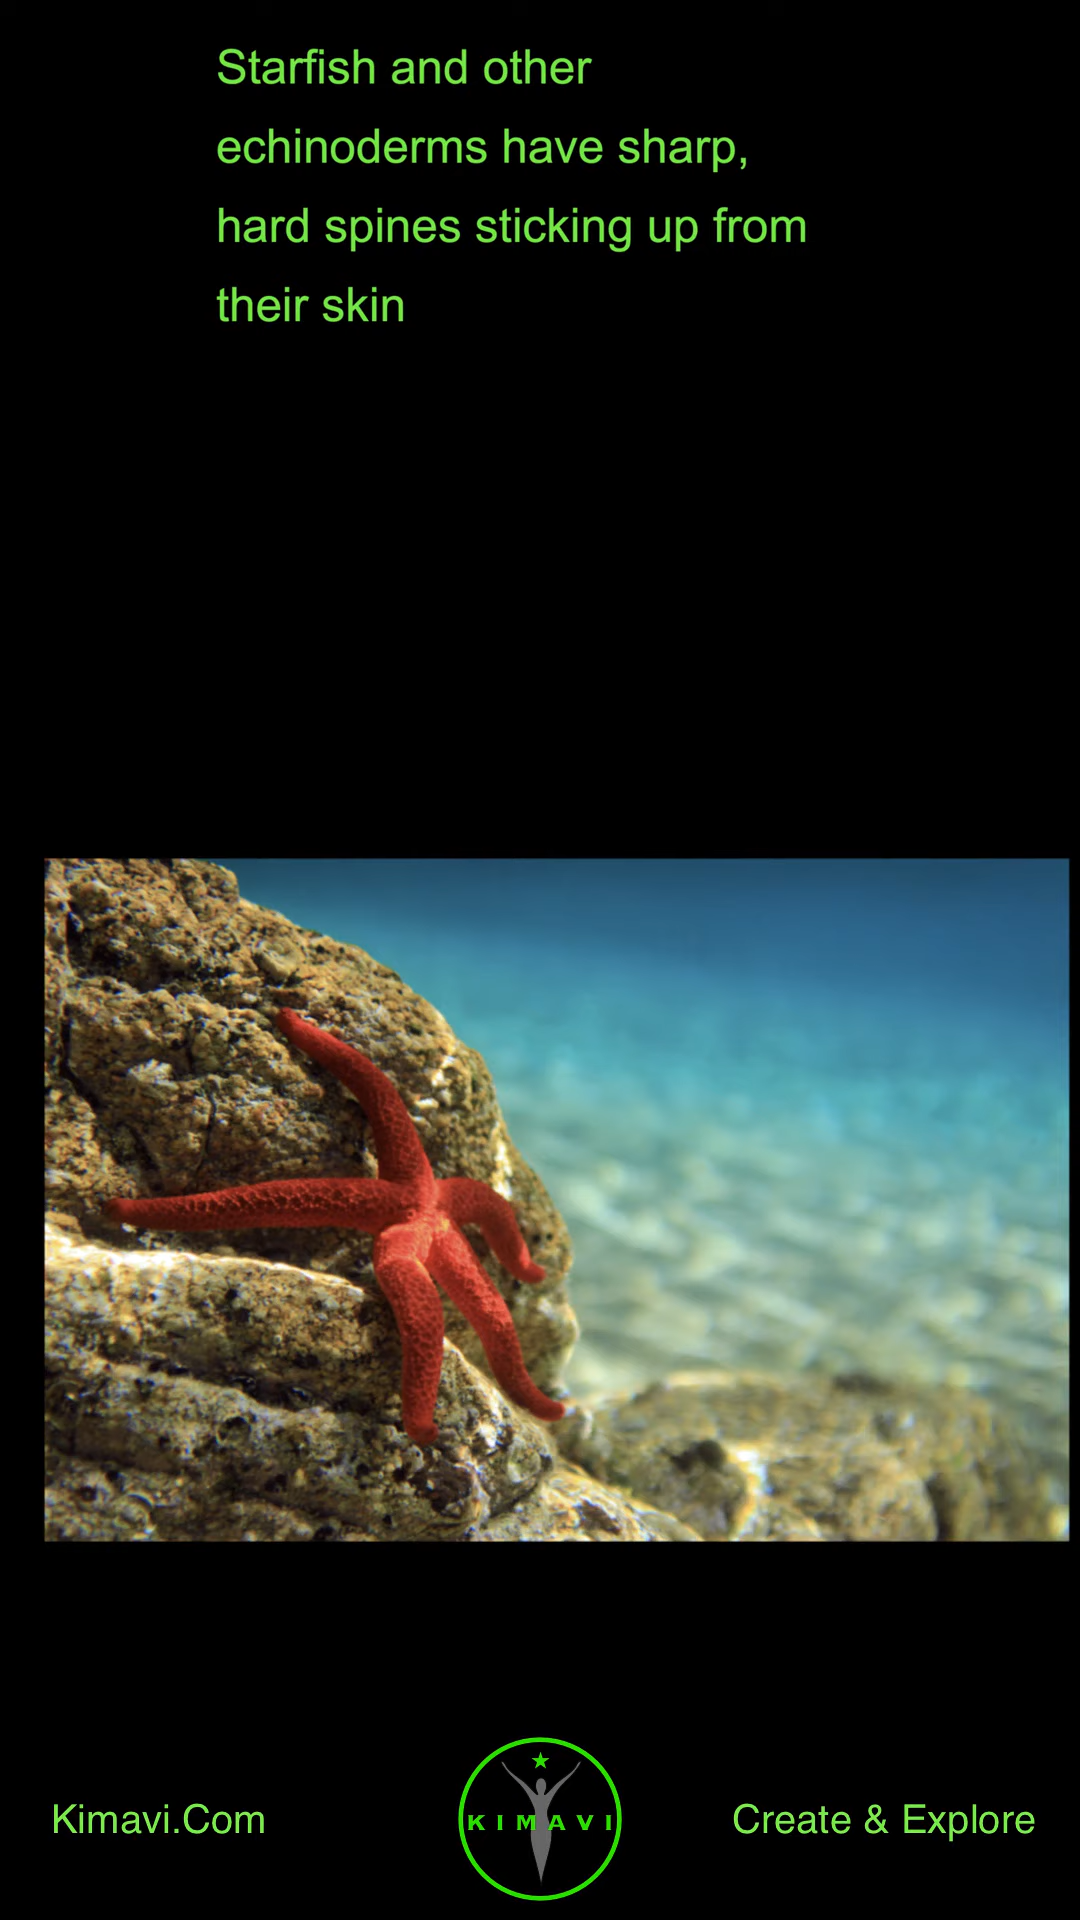 Starfish and other
echinoderms have sharp,
hard spines sticking up from
their skin
Kimavi.Com
KIMAVI
Create & Explore